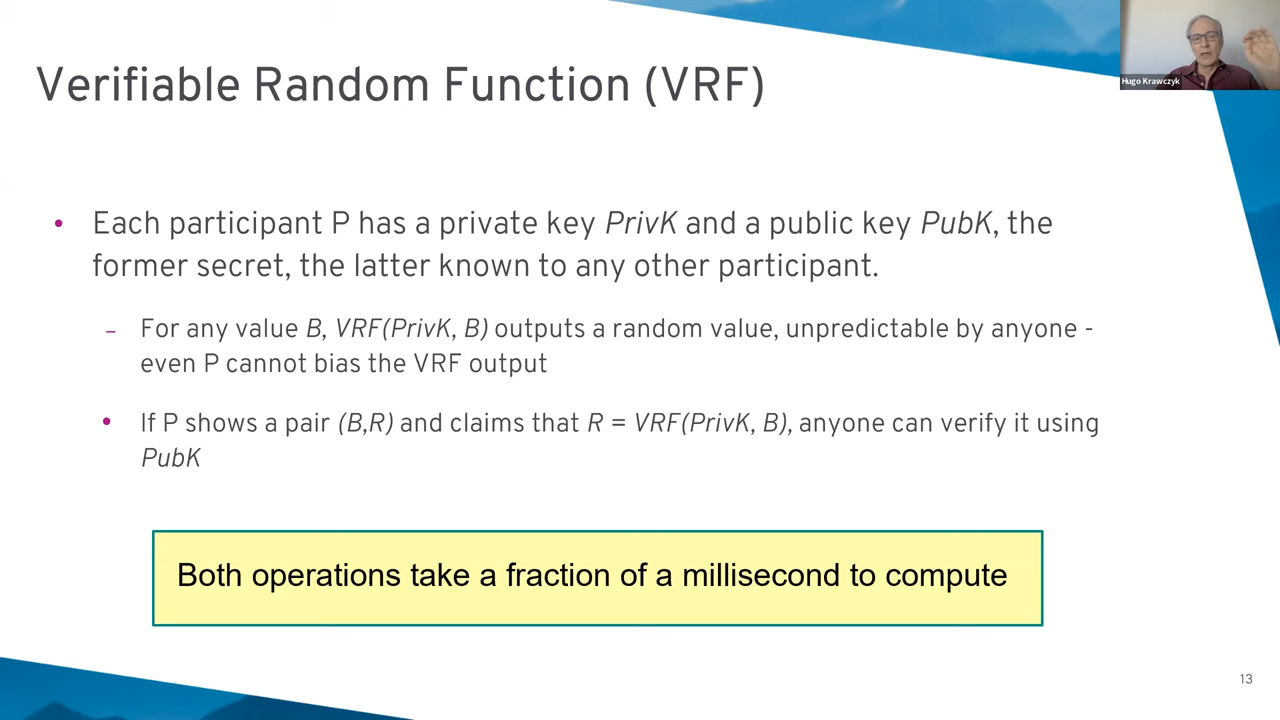 Hugo Krawczyk
Verifiable Random Function (VRF)
• Each participant P has a private key PrivK and a public key PubK, the
former secret, the latter known to any other participant.
– For any value B, VRF(PrivK, B) outputs a random value, unpredictable by anyone -
even P cannot bias the VRF output
• If P shows a pair (B,R) and claims that R = VRF(PrivK, B), anyone can verify it using
PubK
Both operations take a fraction of a millisecond to compute
13